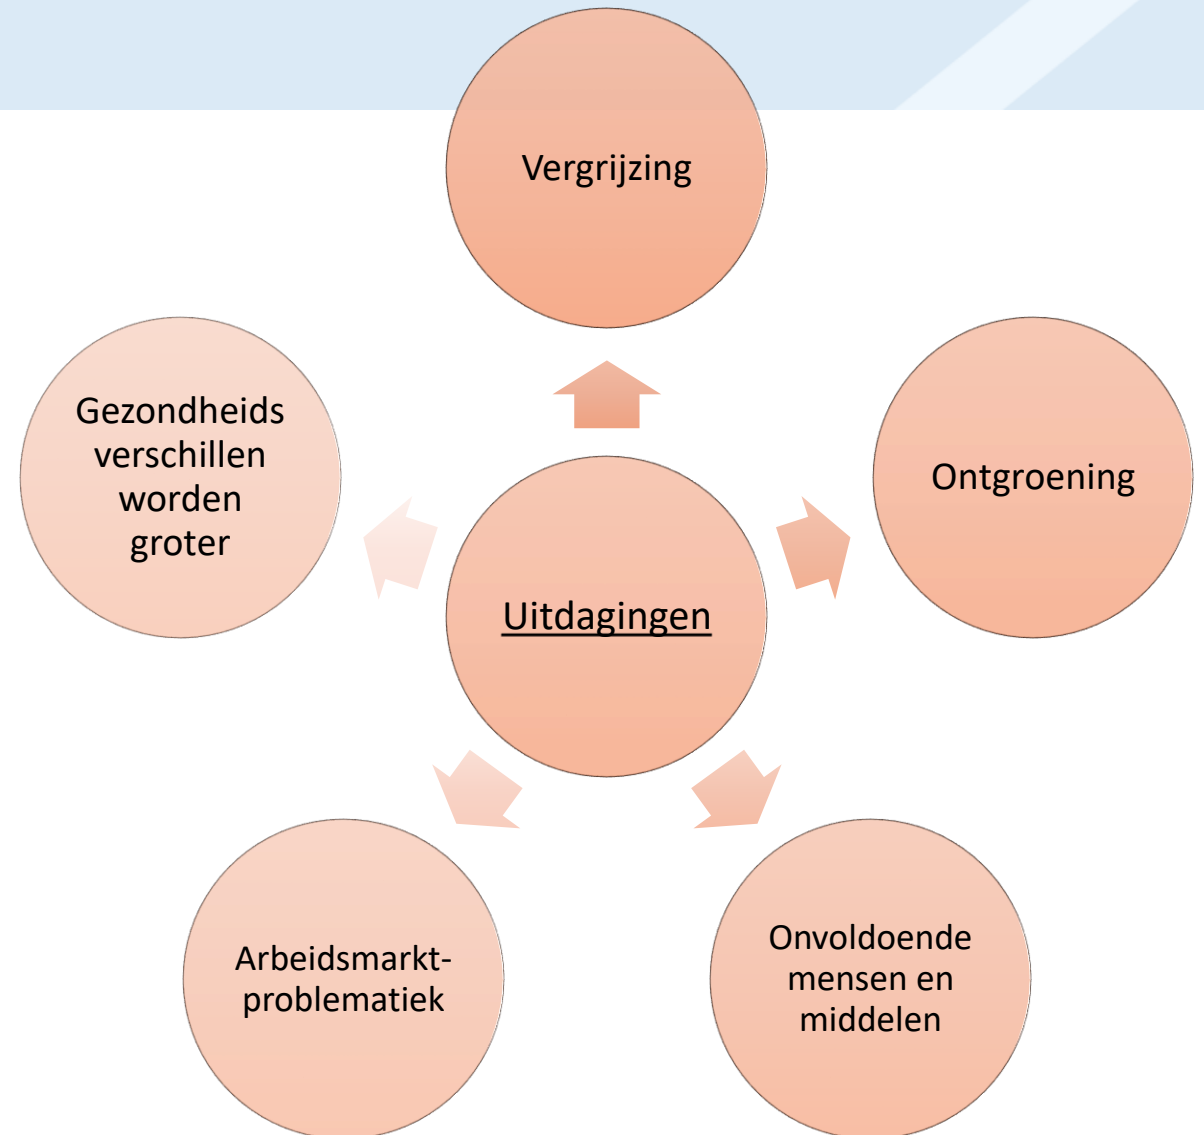 Vergrijzing
Gezondheids
verschillen
worden
groter
Ontgroening
Uitdagingen
Arbeidsmarkt-
problematiek
Onvoldoende
mensen en
middelen